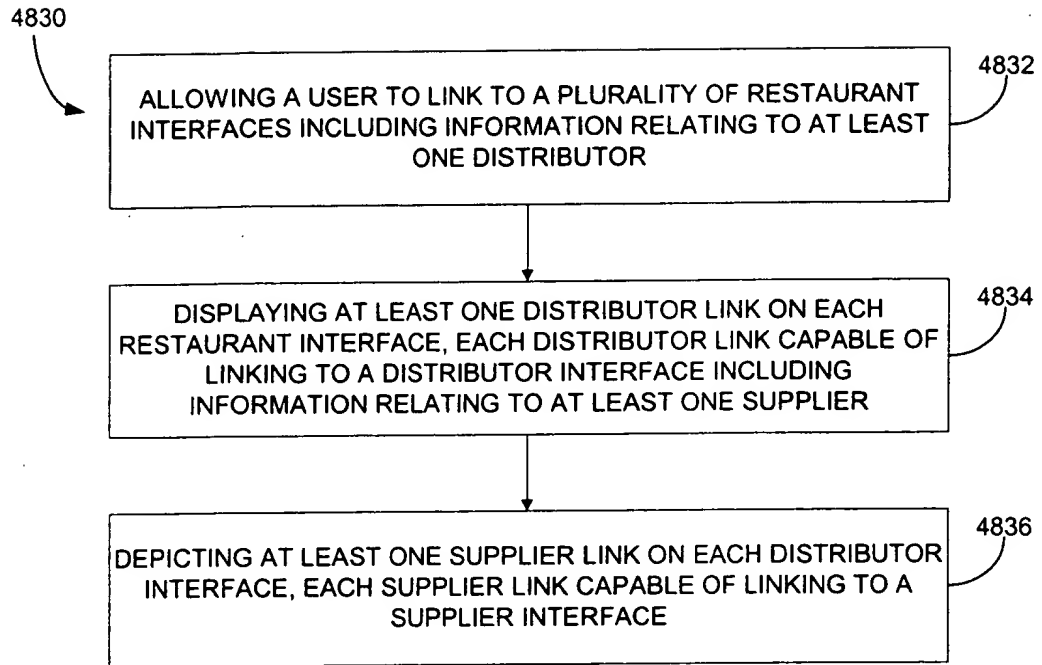 4830
4832
ALLOWING A USER TO LINK TO A PLURALITY OF RESTAURANT
INTERFACES INCLUDING INFORMATION RELATING TO AT LEAST
ONE DISTRIBUTOR
4834
DISPLAYING AT LEAST ONE DISTRIBUTOR LINK ON EACH
RESTAURANT INTERFACE, EACH DISTRIBUTOR LINK CAPABLE OF
LINKING TO A DISTRIBUTOR INTERFACE INCLUDING
INFORMATION RELATING TO AT LEAST ONE SUPPLIER
4836
DEPICTING AT LEAST ONE SUPPLIER LINK ON EACH DISTRIBUTOR
INTERFACE, EACH SUPPLIER LINK CAPABLE OF LINKING TO A
SUPPLIER INTERFACE